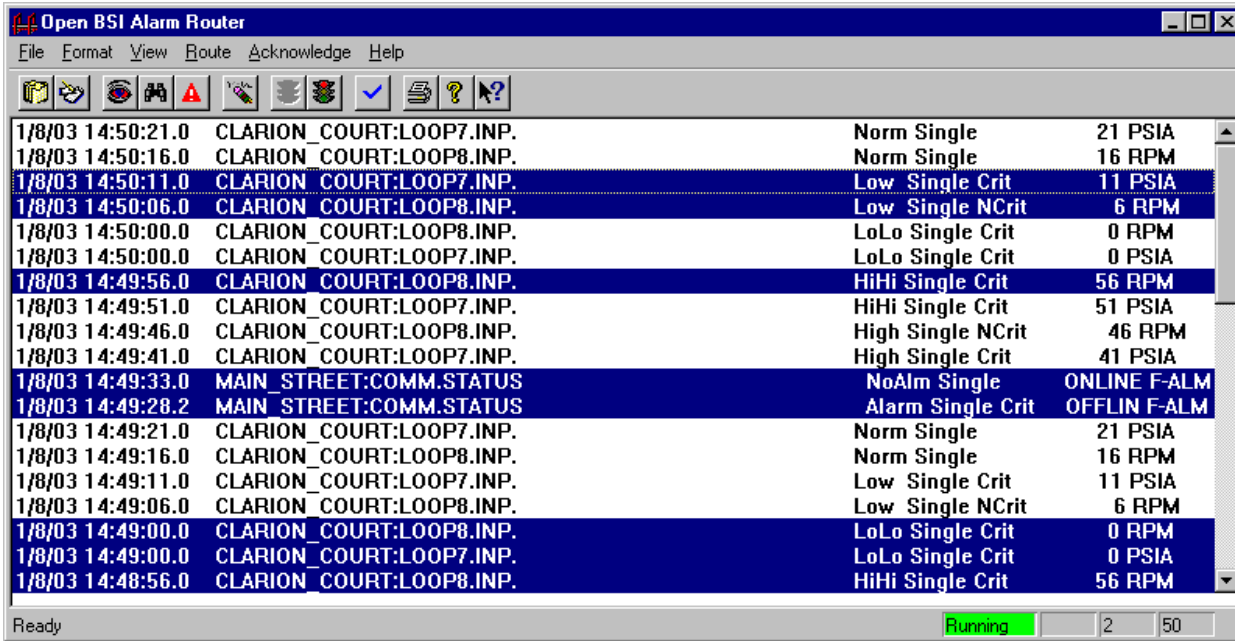 Open BSI Alarm Router
File Format View Route Acknowledge Help
1/8/03 14:50:21.0 CLARION_COURT:LOOP7.INP. Norm Single 21 PSIA
1/8/03 14:50:16.0 CLARION_COURT:LOOP8.INP. Norm Single 16 RPM
1/8/03 14:50:11.0 CLARION_COURT:LOOP7.INP. Low Single Crit 11 PSIA
1/8/03 14:50:06.0 CLARION_COURT:LOOP8.INP. Low Single NCrit 6 RPM
1/8/03 14:50:00.0 CLARION_COURT:LOOP8.INP. LoLo Single Crit 0 RPM
1/8/03 14:50:00.0 CLARION_COURT:LOOP7.INP. LoLo Single Crit 0 PSIA
1/8/03 14:49:56.0 CLARION_COURT:LOOP8.INP. HiHi Single Crit 56 RPM
1/8/03 14:49:51.0 CLARION_COURT:LOOP7.INP. HiHi Single Crit 51 PSIA
1/8/03 14:49:46.0 CLARION_COURT:LOOP8.INP. High Single NCrit 46 RPM
1/8/03 14:49:41.0 CLARION_COURT:LOOP7.INP. High Single Crit 41 PSIA
1/8/03 14:49:33.0 MAIN_STREET:COMM.STATUS NoAlm Single ONLINE F-ALM
1/8/03 14:49:28.2 MAIN_STREET:COMM.STATUS Alarm Single Crit OFFLIN F-ALM
1/8/03 14:49:21.0 CLARION_COURT:LOOP7.INP. Norm Single 21 PSIA
1/8/03 14:49:16.0 CLARION_COURT:LOOP8.INP. Norm Single 16 RPM
1/8/03 14:49:11.0 CLARION_COURT:LOOP7.INP. Low Single Crit 11 PSIA
1/8/03 14:49:06.0 CLARION_COURT:LOOP8.INP. Low Single NCrit 6 RPM
1/8/03 14:49:00.0 CLARION_COURT:LOOP8.INP. LoLo Single Crit 0 RPM
1/8/03 14:49:00.0 CLARION_COURT:LOOP7.INP. LoLo Single Crit 0 PSIA
1/8/03 14:48:56.0 CLARION_COURT:LOOP8.INP. HiHi Single Crit 56 RPM
Ready Running 2 50